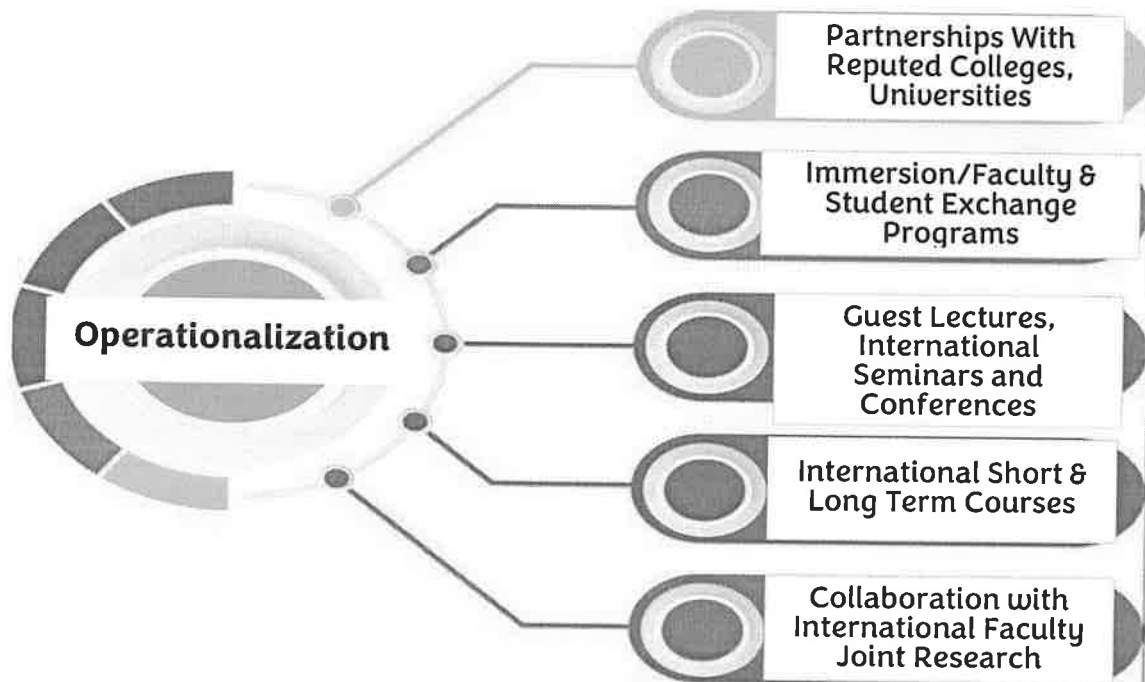 Operationalization
Partnerships With
Reputed Colleges,
Universities
Immersion/Faculty &
Student Exchange
Programs
Guest Lectures,
International
Seminars and
Conferences
International Short &
Long Term Courses
Collaboration with
International Faculty
Joint Research